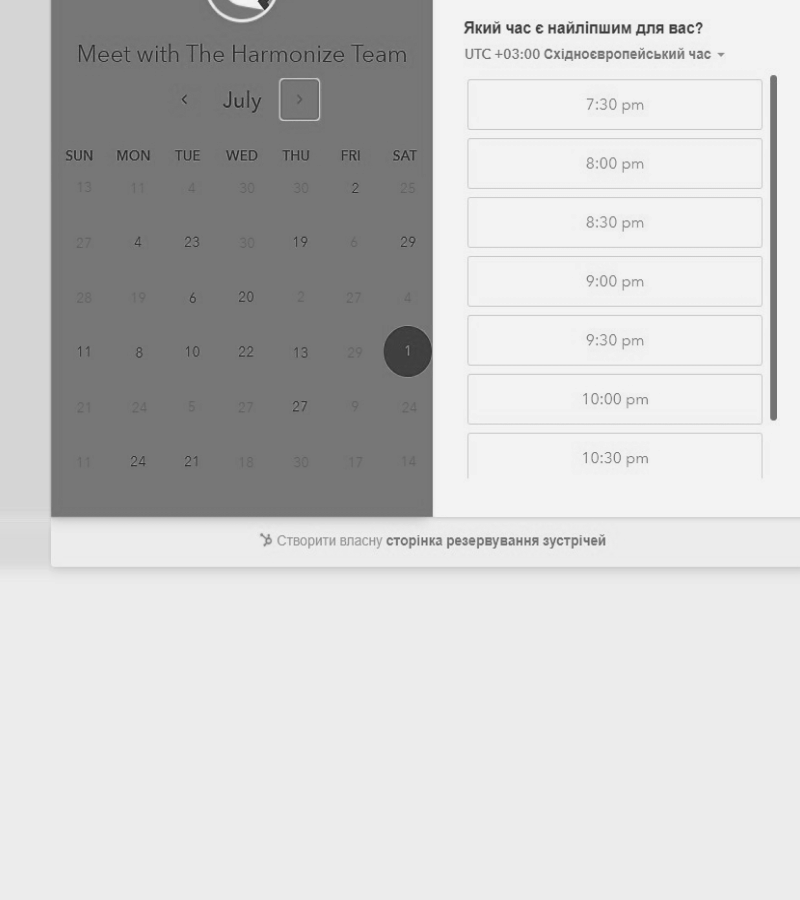 Meet with The Harmonize Team
July
SUN MON TUE WED THU FRI SAT
13 11 4 30 30 2 25
27 4 23 30 19 6 29
28 19 6 20 2 27 4
11 8 10 22 13 29 1
21 24 5 27 27 9 24
11 24 21 18 30 17 14
Який час є найліпшим для вас?
UTC +03:00 Східноєвропейський час
7:30 pm
8:00 pm
8:30 pm
9:00 pm
9:30 pm
10:00 pm
10:30 pm
Створити власну сторінка резервування зустрічей